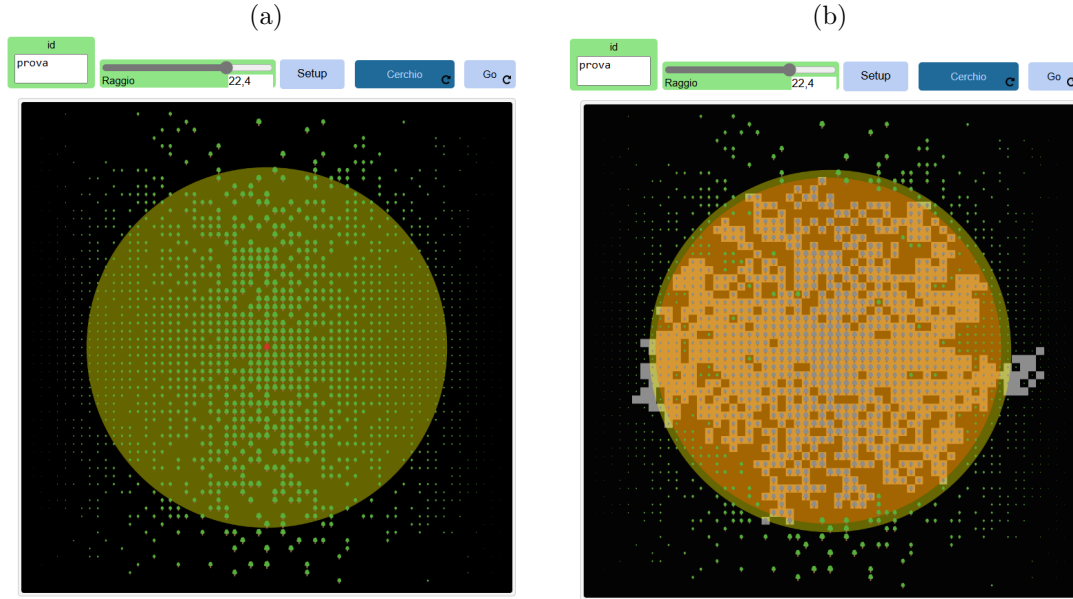 (a)
(b)
id
prova
Raggio
22,4
Setup
Cerchio
Go
id
prova
Raggio
22,4
Setup
Cerchio
Go